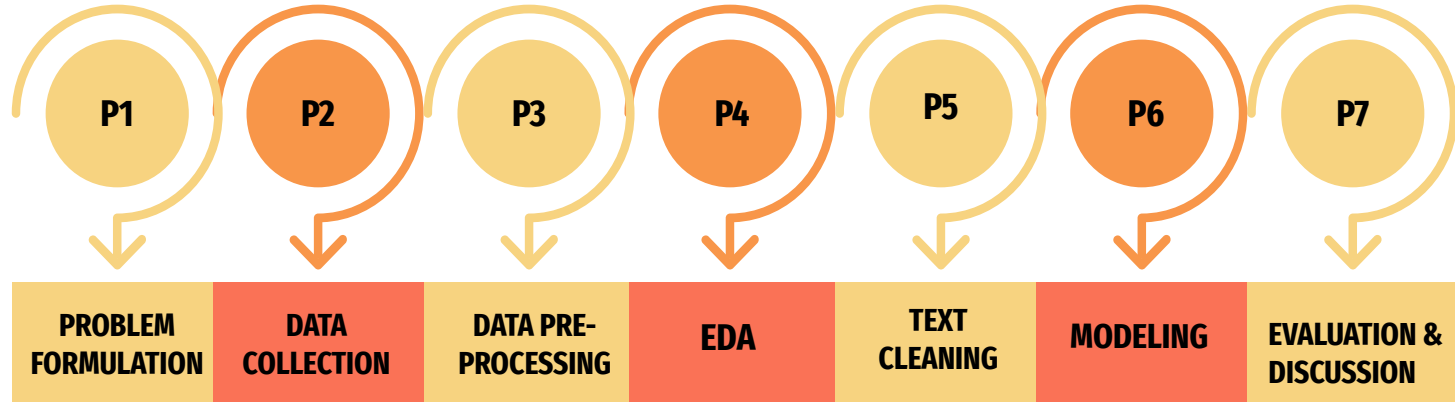 P1
P2
P3
P4
P5
P6
P7
PROBLEM
FORMULATION
DATA
COLLECTION
DATA PRE-
PROCESSING
EDA
TEXT
CLEANING
MODELING
EVALUATION &
DISCUSSION